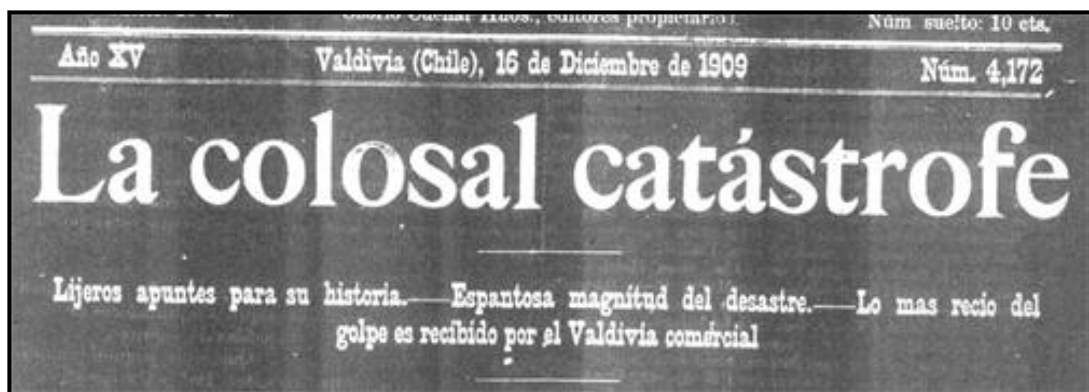 editores propietarios.
Núm suelto: 10 cts.
Año XV Valdivia (Chile), 16 de Diciembre de 1909 Núm. 4,172
La colosal catástrofe
Lijeros apuntes para su historia.—Espantosa magnitud del desastre.—Lo mas recio del
golpe es recibido por el Valdivia comercial